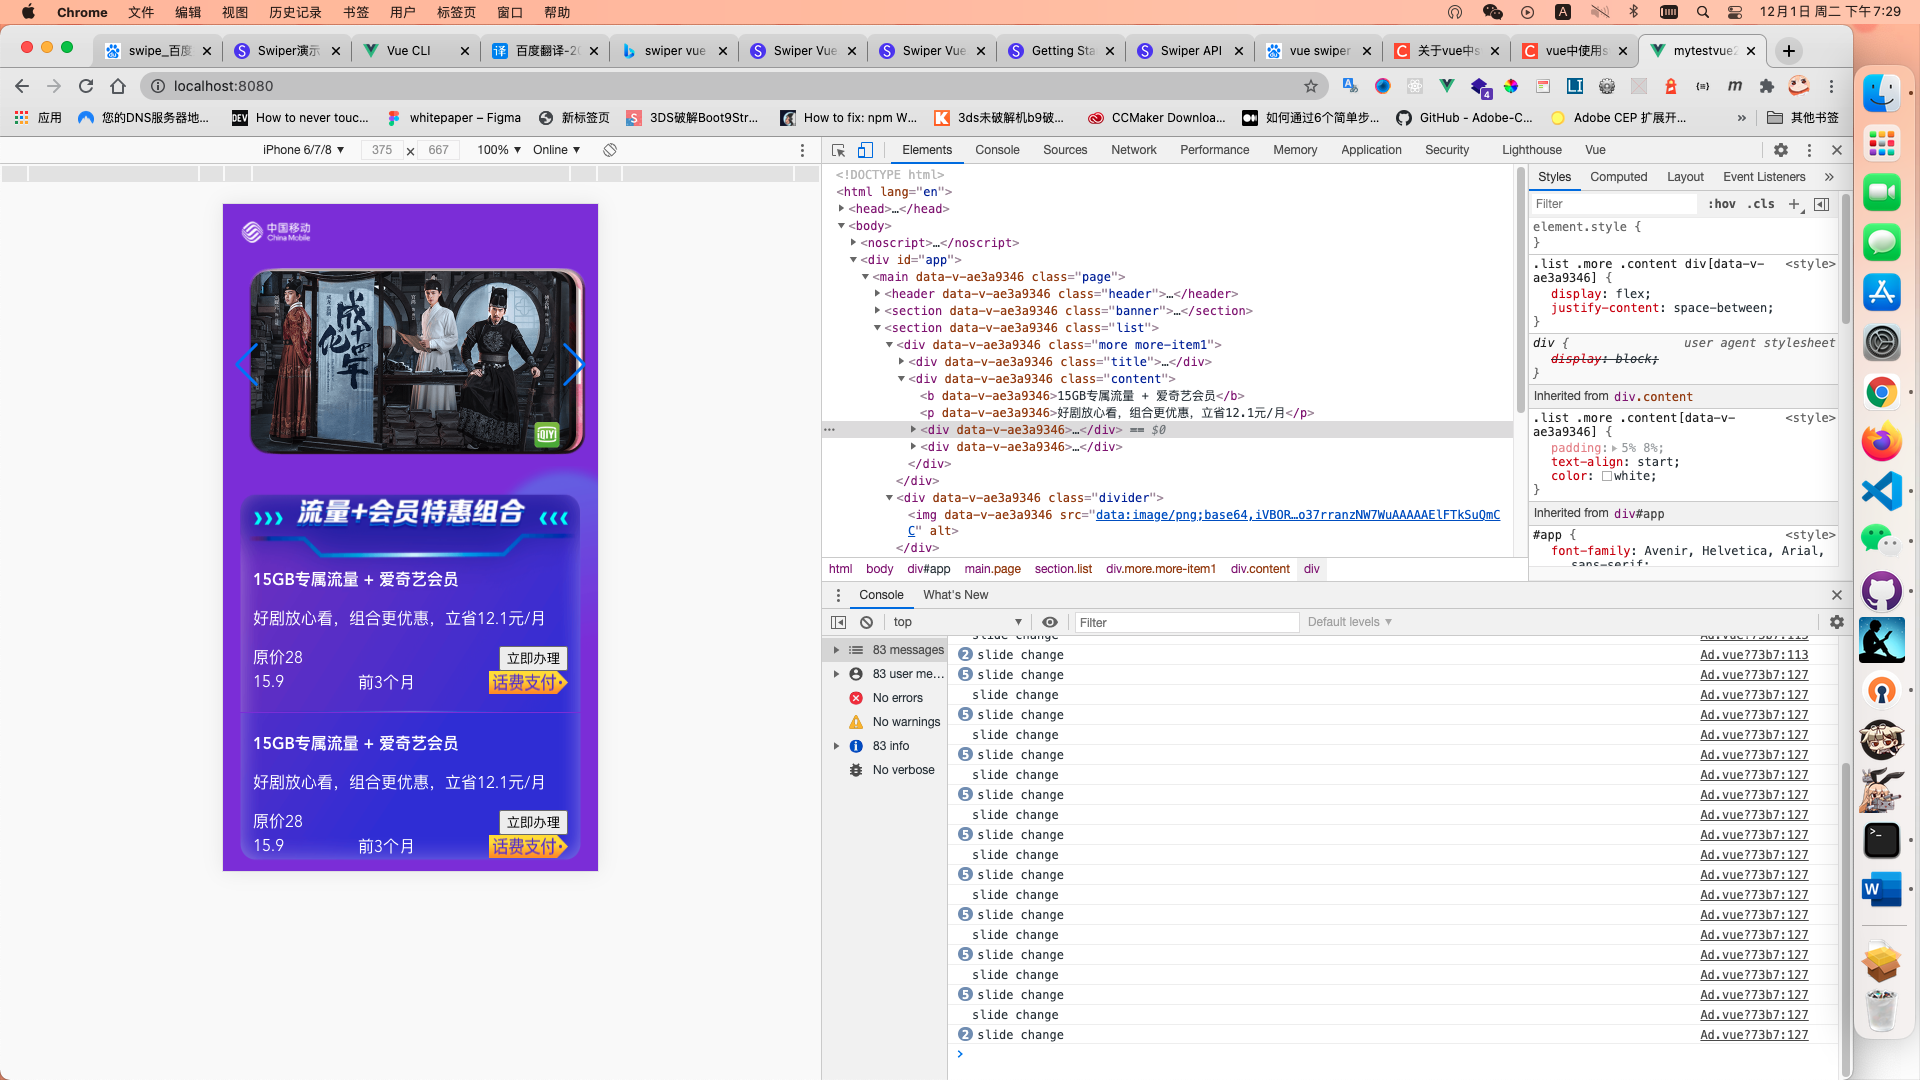 Chrome 文件 编辑 视图 历史记录 书签 用户 标签页 窗口 帮助 12月1日 周二 下午7:29
swipe_百度 Swiper演示 Vue CLI 百度翻译-20 swiper vue Swiper Vue Swiper Vue Getting Sta Swiper API vue swiper 关于vue中s vue中使用s mytestvue2
localhost:8080
应用 您的DNS服务器地... How to never touc... whitepaper – Figma 新标签页 3DS破解Boot9Str... How to fix: npm W... 3ds未破解机b9破... CCMaker Downloa... 如何通过6个简单步... GitHub - Adobe-C... Adobe CEP 扩展开... » 其他书签
iPhone 6/7/8 ▼ 375 x 667 100% ▼ Online ▼
Elements Console Sources Network Performance Memory Application Security Lighthouse Vue
中国移动
China Mobile
成化十四年
QIYI
流量+会员特惠组合
15GB专属流量 + 爱奇艺会员
好剧放心看，组合更优惠，立省12.1元/月
原价28 立即办理
15.9 前3个月 话费支付
15GB专属流量 + 爱奇艺会员
好剧放心看，组合更优惠，立省12.1元/月
原价28 立即办理
15.9 前3个月 话费支付
<!DOCTYPE html>
<html lang="en">
<head>…</head>
<body>
<noscript>…</noscript>
<div id="app">
<main data-v-ae3a9346 class="page">
<header data-v-ae3a9346 class="header">…</header>
<section data-v-ae3a9346 class="banner">…</section>
<section data-v-ae3a9346 class="list">
<div data-v-ae3a9346 class="more more-item1">
<div data-v-ae3a9346 class="title">…</div>
<div data-v-ae3a9346 class="content">
<b data-v-ae3a9346>15GB专属流量 + 爱奇艺会员</b>
<p data-v-ae3a9346>好剧放心看，组合更优惠，立省12.1元/月</p>
<div data-v-ae3a9346>…</div> == $0
<div data-v-ae3a9346>…</div>
</div>
</div>
<div data-v-ae3a9346 class="divider">
<img data-v-ae3a9346 src="data:image/png;base64,iVBOR…o37rranzNW7WuAAAAAElFTkSuQmC
C" alt>
</div>
html body div#app main.page section.list div.more.more-item1 div.content div
Styles Computed Layout Event Listeners »
Filter :hov .cls +
element.style {
}
.list .more .content div[data-v- <style>
ae3a9346] {
display: flex;
justify-content: space-between;
}
div { user agent stylesheet
display: block;
}
Inherited from div.content
.list .more .content[data-v- <style>
ae3a9346] {
padding: 5% 8%;
text-align: start;
color: white;
}
Inherited from div#app
#app { <style>
font-family: Avenir, Helvetica, Arial,
sans-serif;
Console What's New
top ▼ Filter Default levels ▼
83 messages
83 user me...
No errors
No warnings
83 info
No verbose
slide change Ad.vue?73b7:113
2 slide change Ad.vue?73b7:113
5 slide change Ad.vue?73b7:127
slide change Ad.vue?73b7:127
5 slide change Ad.vue?73b7:127
slide change Ad.vue?73b7:127
5 slide change Ad.vue?73b7:127
slide change Ad.vue?73b7:127
5 slide change Ad.vue?73b7:127
slide change Ad.vue?73b7:127
5 slide change Ad.vue?73b7:127
slide change Ad.vue?73b7:127
5 slide change Ad.vue?73b7:127
slide change Ad.vue?73b7:127
5 slide change Ad.vue?73b7:127
slide change Ad.vue?73b7:127
5 slide change Ad.vue?73b7:127
slide change Ad.vue?73b7:127
5 slide change Ad.vue?73b7:127
slide change Ad.vue?73b7:127
2 slide change Ad.vue?73b7:127